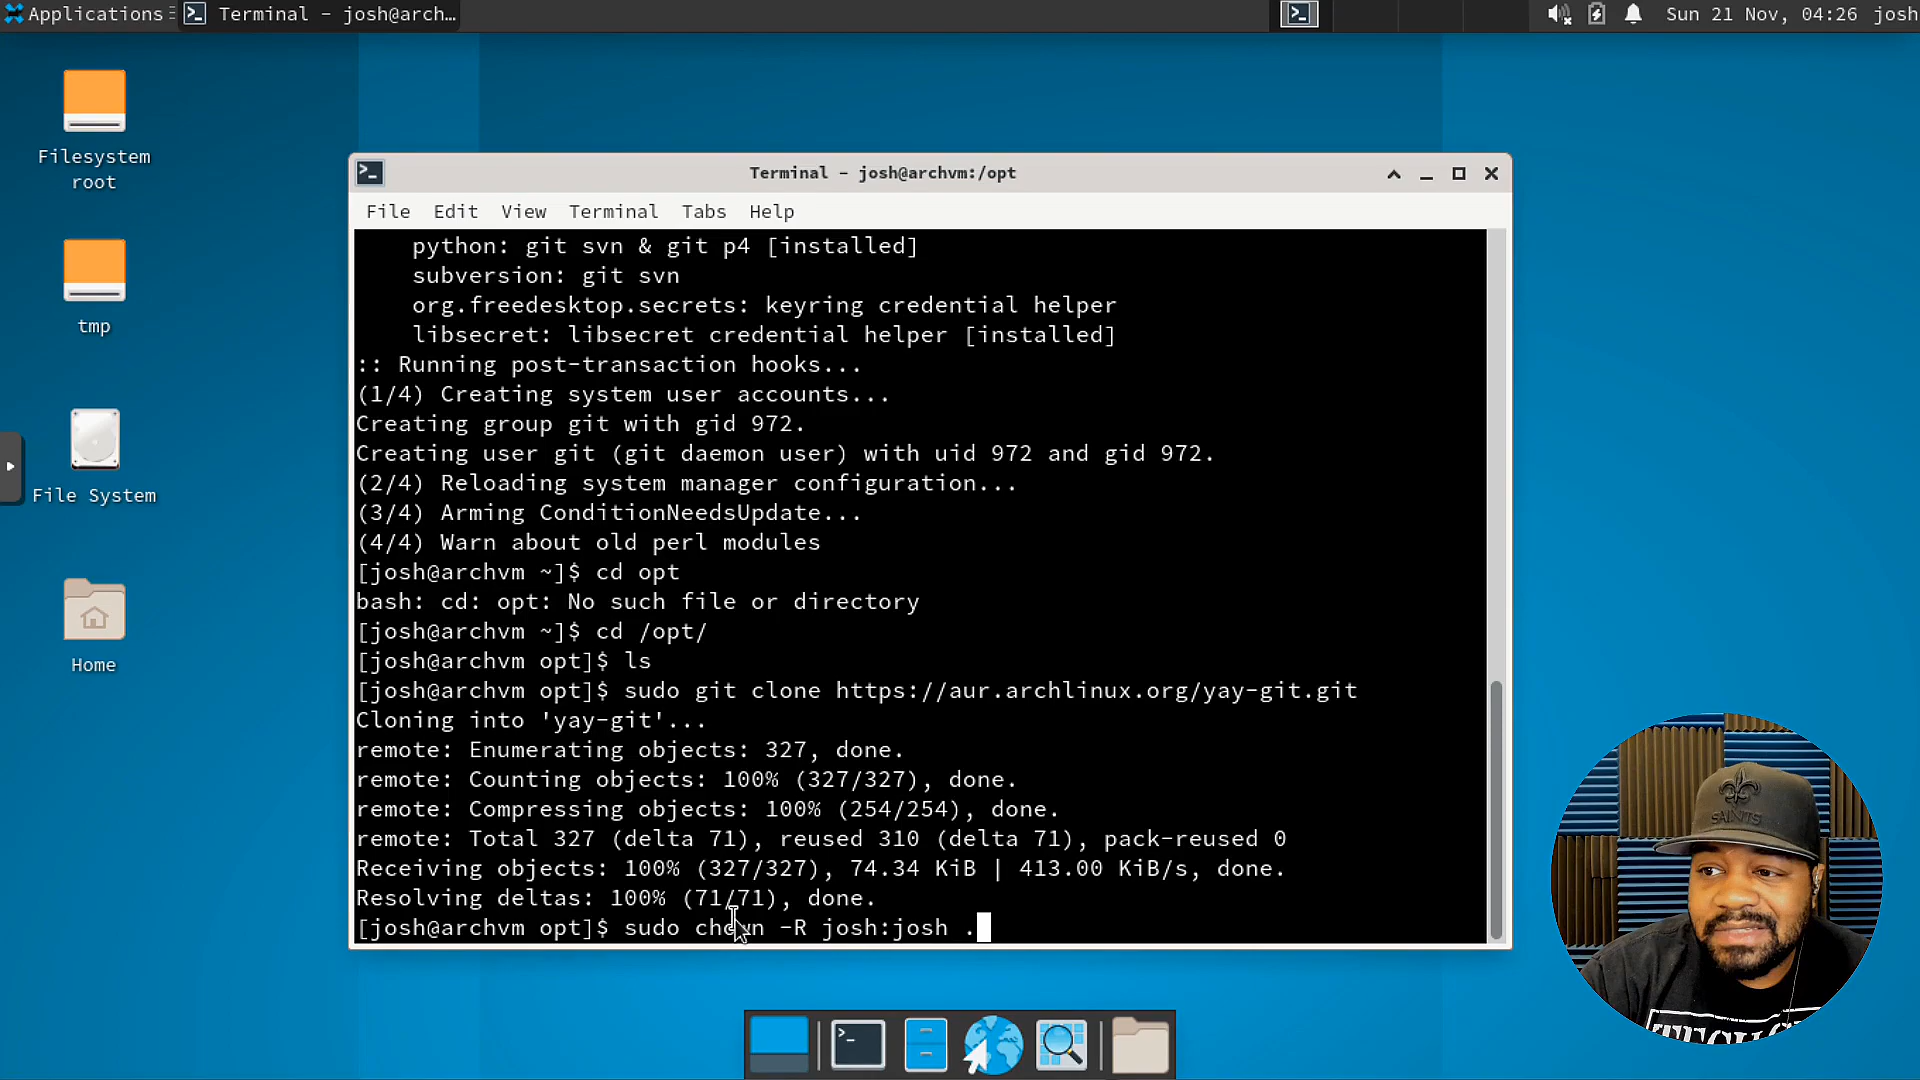 Applications
Terminal - josh@arch...
Sun 21 Nov, 04:26
josh
Filesystem
root
tmp
File System
Home
Terminal - josh@archvm:/opt
File Edit View Terminal Tabs Help
python: git svn & git p4 [installed]
subversion: git svn
org.freedesktop.secrets: keyring credential helper
libsecret: libsecret credential helper [installed]
:: Running post-transaction hooks...
(1/4) Creating system user accounts...
Creating group git with gid 972.
Creating user git (git daemon user) with uid 972 and gid 972.
(2/4) Reloading system manager configuration...
(3/4) Arming ConditionNeedsUpdate...
(4/4) Warn about old perl modules
[josh@archvm ~]$ cd opt
bash: cd: opt: No such file or directory
[josh@archvm ~]$ cd /opt/
[josh@archvm opt]$ ls
[josh@archvm opt]$ sudo git clone https://aur.archlinux.org/yay-git.git
Cloning into 'yay-git'...
remote: Enumerating objects: 327, done.
remote: Counting objects: 100% (327/327), done.
remote: Compressing objects: 100% (254/254), done.
remote: Total 327 (delta 71), reused 310 (delta 71), pack-reused 0
Receiving objects: 100% (327/327), 74.34 KiB | 413.00 KiB/s, done.
Resolving deltas: 100% (71/71), done.
[josh@archvm opt]$ sudo chown -R josh:josh .
SAINTS